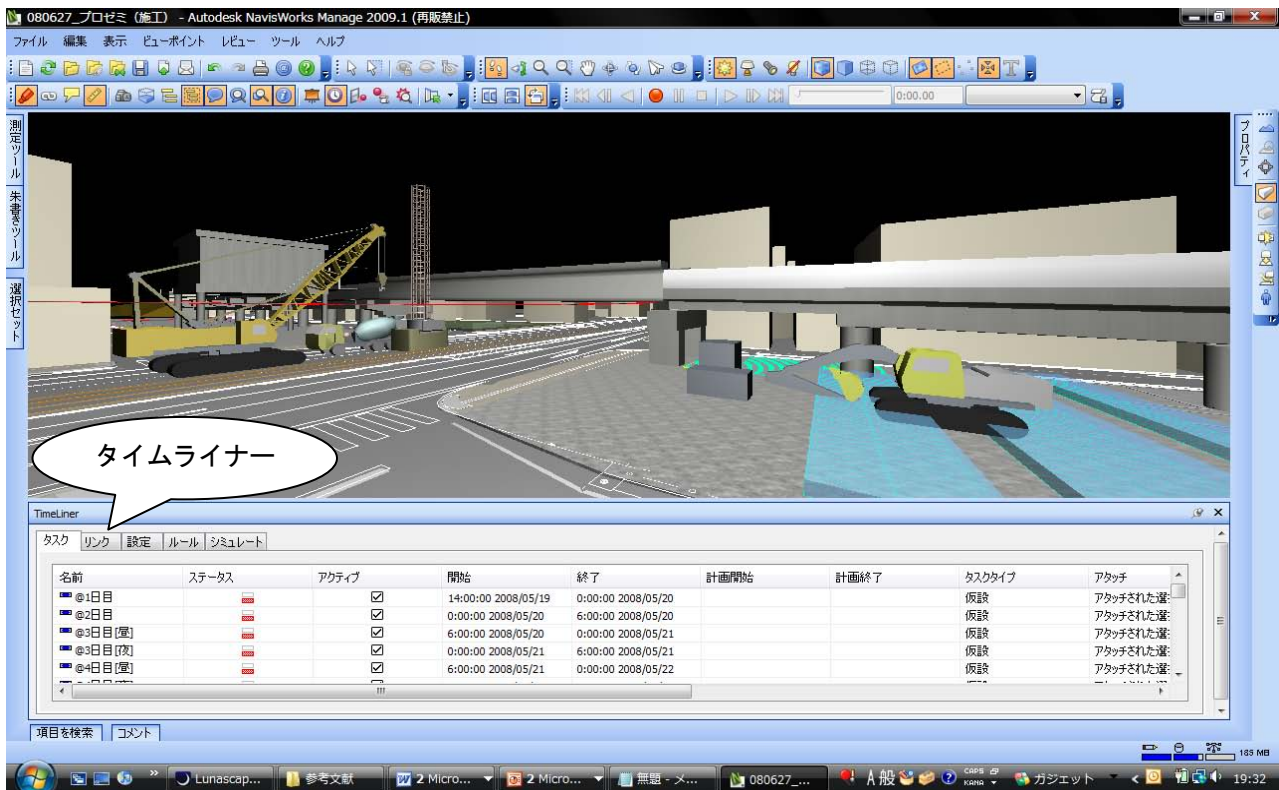 080627_プロゼミ（施工） - Autodesk NavisWorks Manage 2009.1 (再販禁止)
ファイル 編集 表示 ビューポイント レビュー ツール ヘルプ
0:00.00
測定ツール
朱書きツール
選択セット
プロパティ
タイムライナー
TimeLiner
タスク リンク 設定 ルール シミュレート
名前 ステータス アクティブ 開始 終了 計画開始 計画終了 タスクタイプ アタッチ
@1日目 14:00:00 2008/05/19 0:00:00 2008/05/20 仮設 アタッチされた選
@2日目 0:00:00 2008/05/20 6:00:00 2008/05/20 仮設 アタッチされた選
@3日目[昼] 6:00:00 2008/05/20 0:00:00 2008/05/21 仮設 アタッチされた選
@3日目[夜] 0:00:00 2008/05/21 6:00:00 2008/05/21 仮設 アタッチされた選
@4日目[昼] 6:00:00 2008/05/21 0:00:00 2008/05/22 仮設 アタッチされた選
項目を検索 コメント
189 MB
Lunascap... 参考文献 2 Micro... 2 Micro... 無題 - メ... 080627_... A 般 CAPS KANA ガジェット 19:32